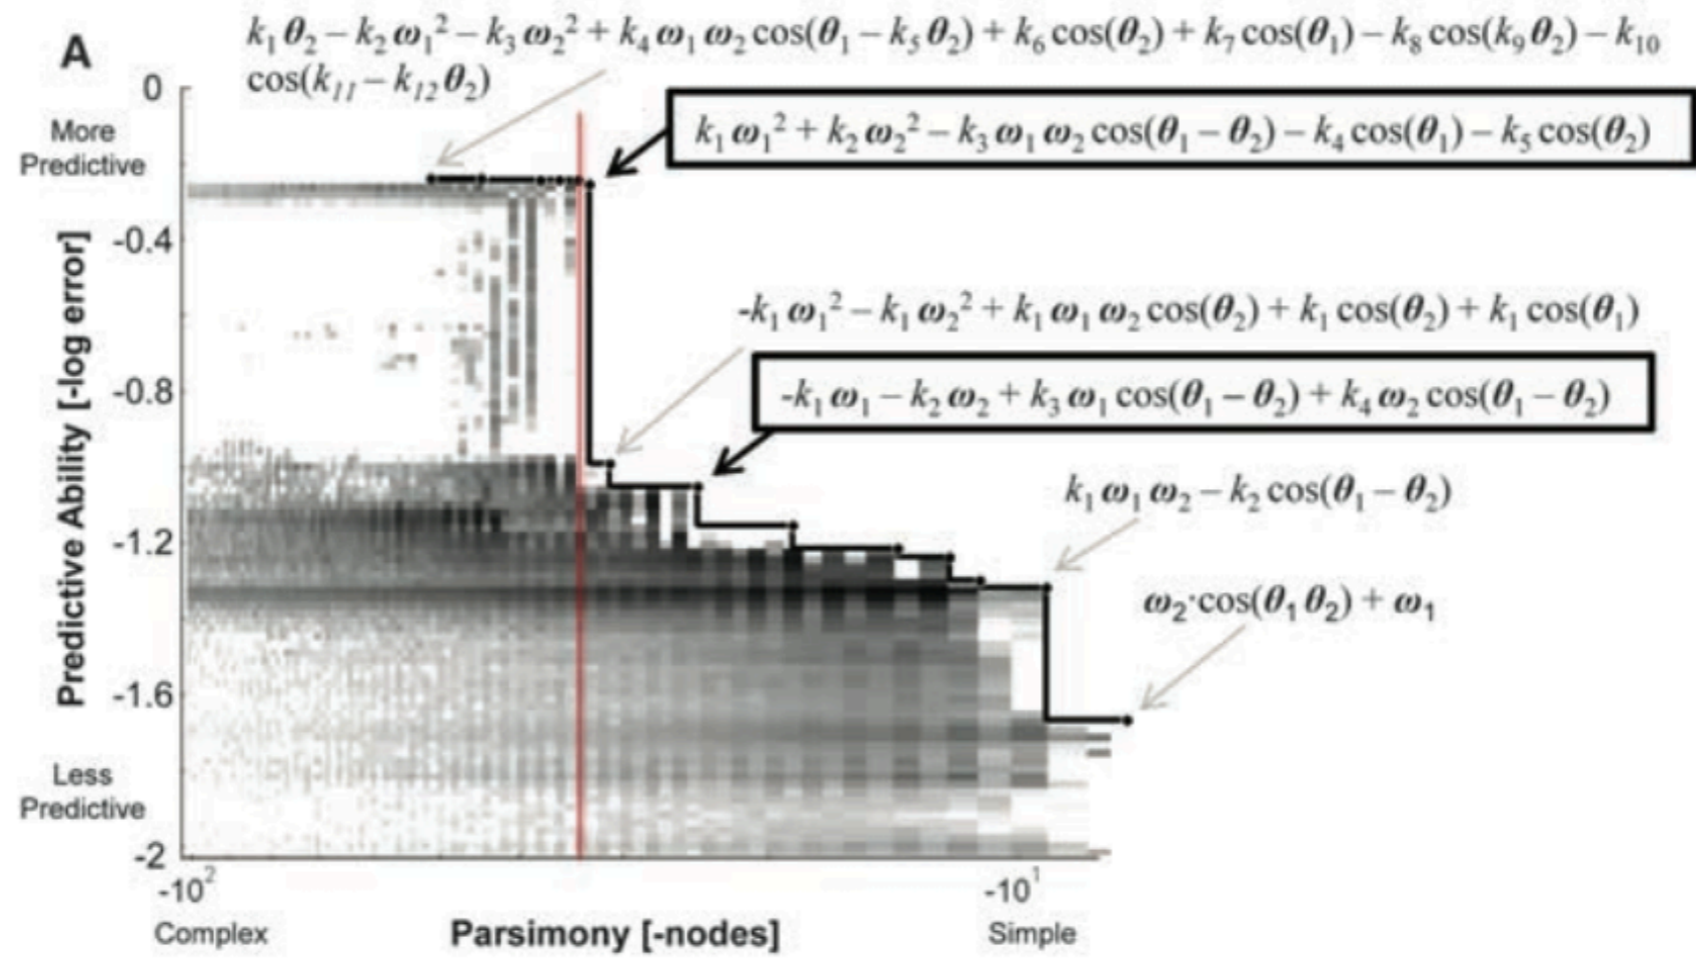 A
k₁ θ₂ − k₂ ω₁² − k₃ ω₂² + k₄ ω₁ ω₂ cos(θ₁ − k₅ θ₂) + k₆ cos(θ₂) + k₇ cos(θ₁) − k₈ cos(k₉ θ₂) − k₁₀
cos(k₁₁ − k₁₂ θ₂)
0
More
Predictive
k₁ ω₁² + k₂ ω₂² − k₃ ω₁ ω₂ cos(θ₁ − θ₂) − k₄ cos(θ₁) − k₅ cos(θ₂)
-0.4
-k₁ ω₁² − k₁ ω₂² + k₁ ω₁ ω₂ cos(θ₂) + k₁ cos(θ₂) + k₁ cos(θ₁)
-0.8
-k₁ ω₁ − k₂ ω₂ + k₃ ω₁ cos(θ₁ − θ₂) + k₄ ω₂ cos(θ₁ − θ₂)
Predictive Ability [-log error]
k₁ ω₁ ω₂ − k₂ cos(θ₁ − θ₂)
-1.2
ω₂·cos(θ₁ θ₂) + ω₁
-1.6
Less
Predictive
-2
-10²
-10¹
Complex
Parsimony [-nodes]
Simple